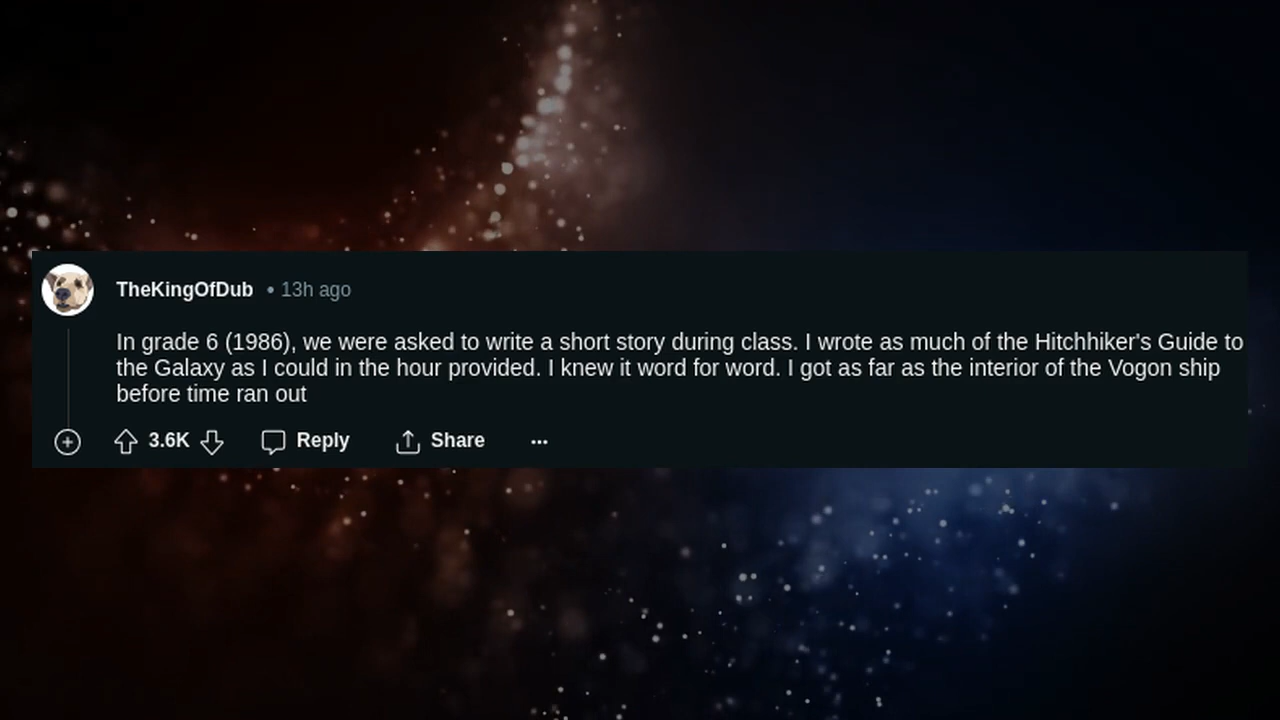 TheKingOfDub • 13h ago
In grade 6 (1986), we were asked to write a short story during class. I wrote as much of the Hitchhiker's Guide to
the Galaxy as I could in the hour provided. I knew it word for word. I got as far as the interior of the Vogon ship
before time ran out
3.6K Reply Share ...